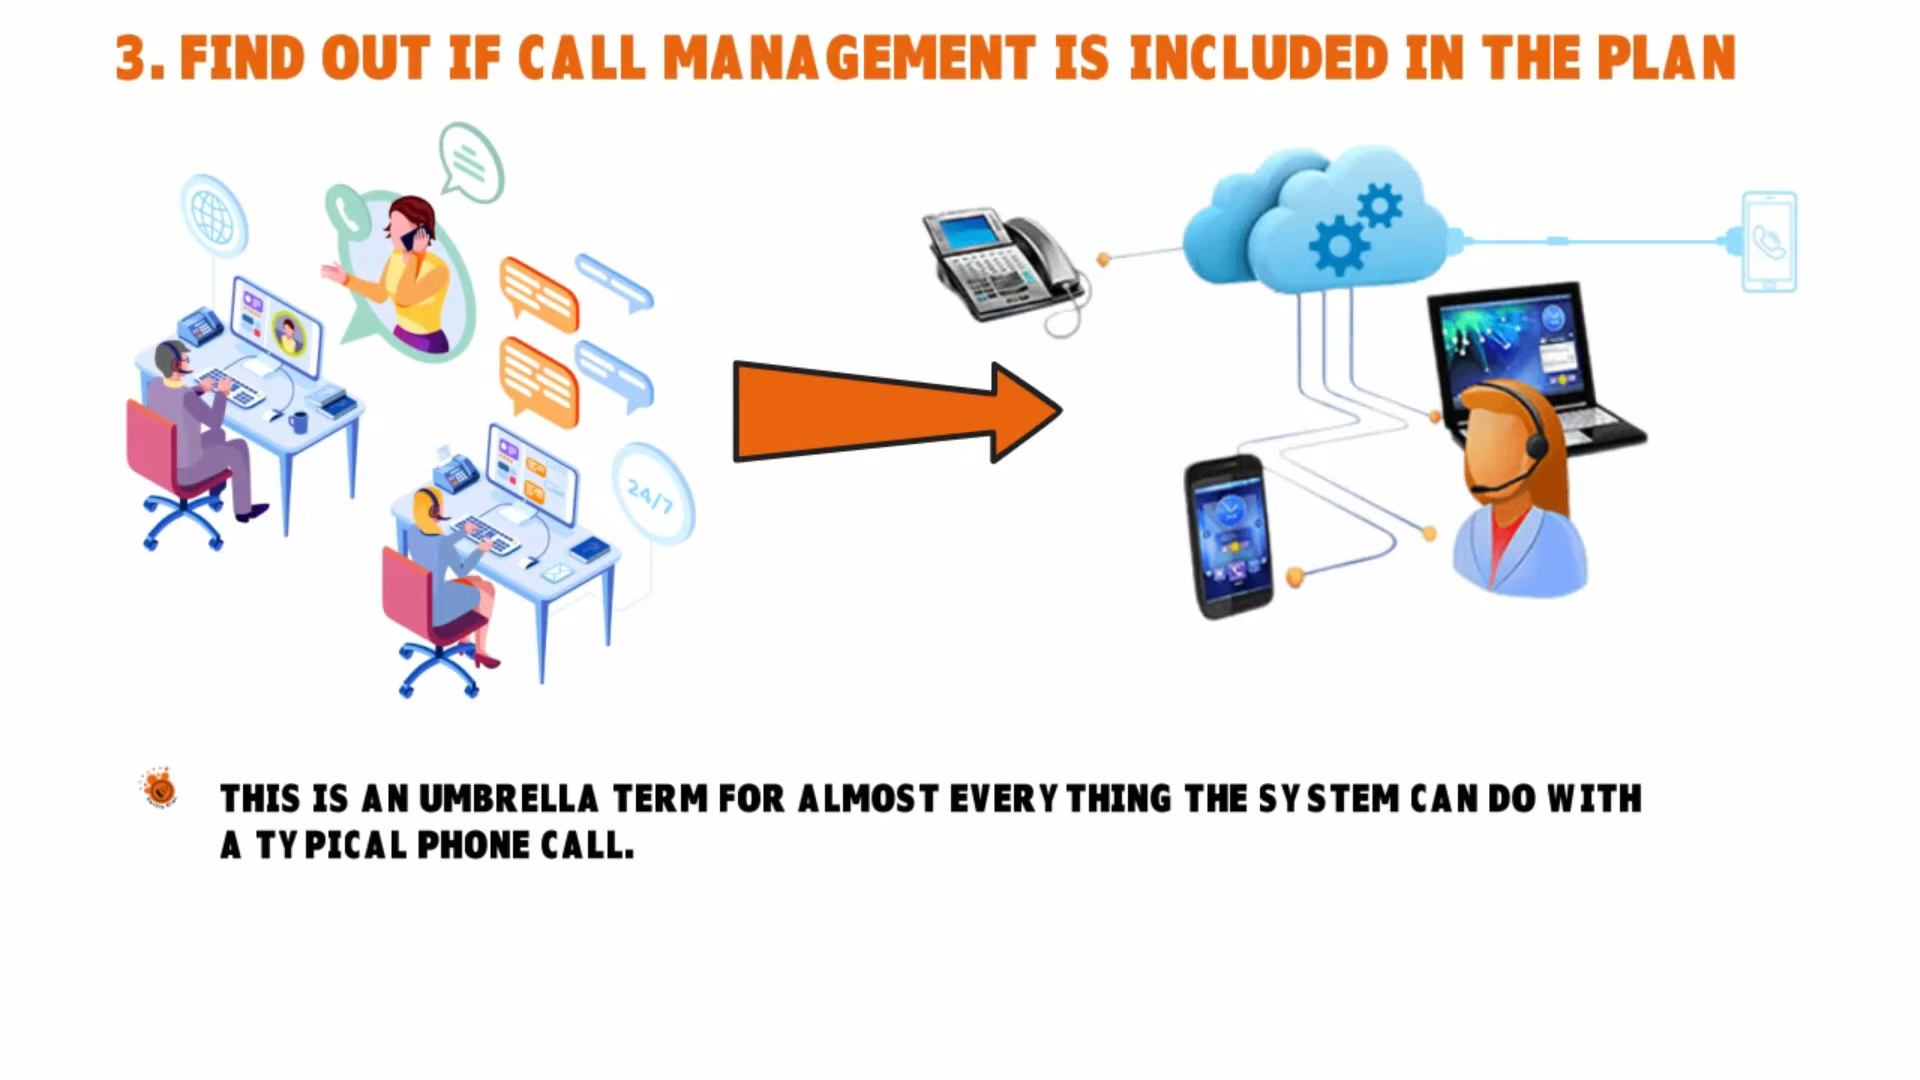 3. FIND OUT IF CALL MANAGEMENT IS INCLUDED IN THE PLAN
24/7
THIS IS AN UMBRELLA TERM FOR ALMOST EVERYTHING THE SYSTEM CAN DO WITH
A TYPICAL PHONE CALL.